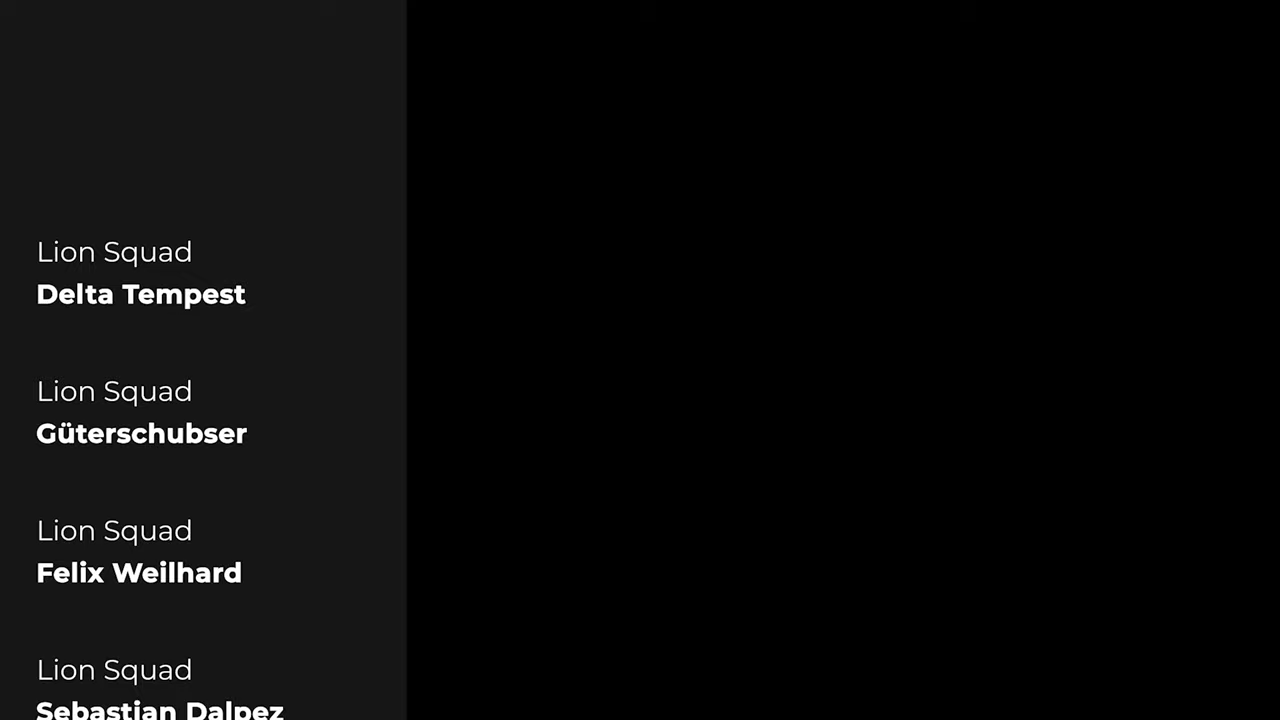 Lion Squad
Delta Tempest
Lion Squad
Güterschubser
Lion Squad
Felix Weilhard
Lion Squad
Sebastian Dalpez